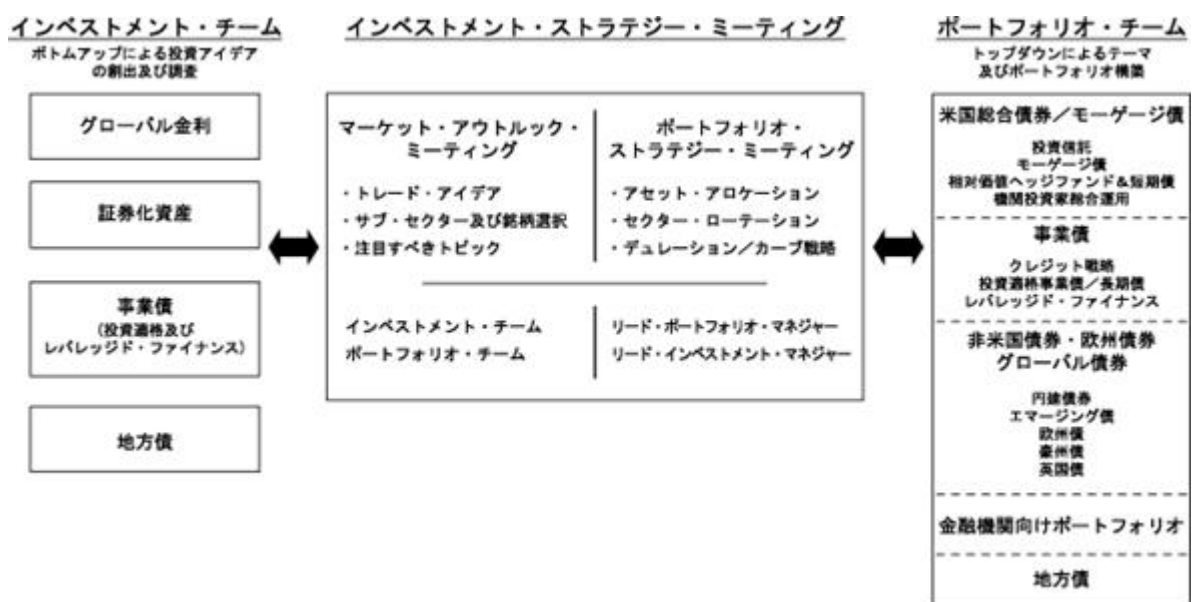 インベストメント・チーム
ボトムアップによる投資アイデア
の創出及び調査
グローバル金利
証券化資産
事業債
(投資適格及び
レバレッジド・ファイナンス)
地方債
インベストメント・ストラテジー・ミーティング
マーケット・アウトルック・
ミーティング
・トレード・アイデア
・サブ・セクター及び銘柄選択
・注目すべきトピック
ポートフォリオ・
ストラテジー・ミーティング
・アセット・アロケーション
・セクター・ローテーション
・デュレーション/カーブ戦略
インベストメント・チーム
ポートフォリオ・チーム
リード・ポートフォリオ・マネジャー
リード・インベストメント・マネジャー
ポートフォリオ・チーム
トップダウンによるテーマ
及びポートフォリオ構築
米国総合債券/モーゲージ債
投資信託
モーゲージ債
相対価値ヘッジファンド&短期債
機関投資家総合運用
事業債
クレジット戦略
投資適格事業債/長期債
レバレッジド・ファイナンス
非米国債券・欧州債券
グローバル債券
円建債券
エマージング債
欧州債
豪州債
英国債
金融機関向けポートフォリオ
地方債